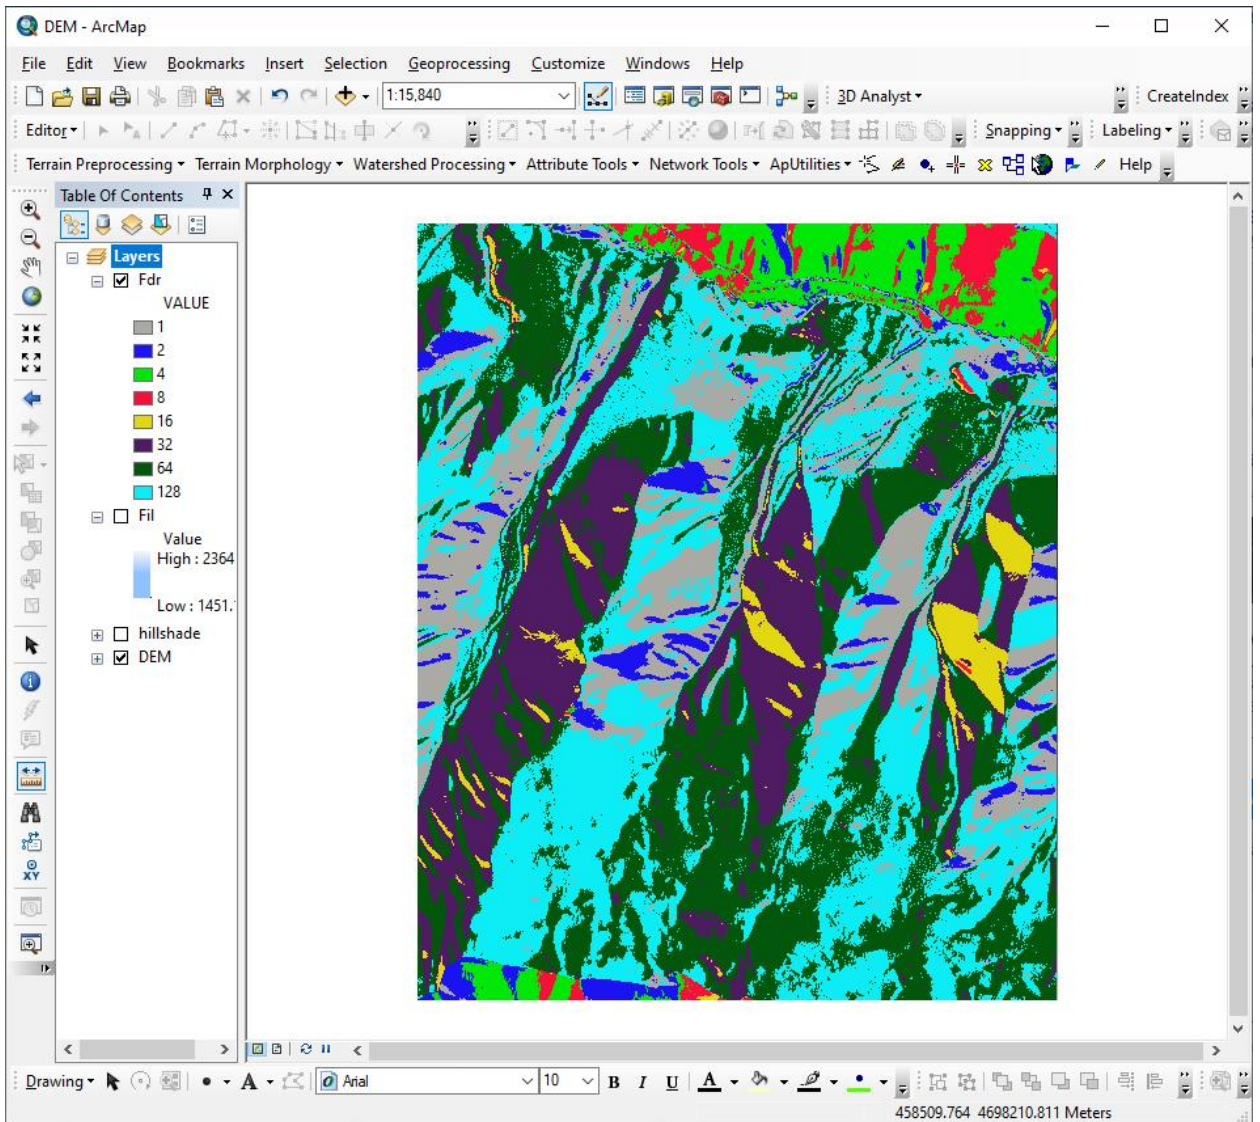 DEM - ArcMap
File Edit View Bookmarks Insert Selection Geoprocessing Customize Windows Help
1:15,840 3D Analyst CreateIndex
Editor Snapping Labeling
Terrain Preprocessing Terrain Morphology Watershed Processing Attribute Tools Network Tools ApUtilities Help
Table Of Contents
Layers
Fdr
VALUE
1
2
4
8
16
32
64
128
Fil
Value
High : 2364
Low : 1451.
hillshade
DEM
XY
Drawing A Arial 10 B I U A
458509.764 4698210.811 Meters